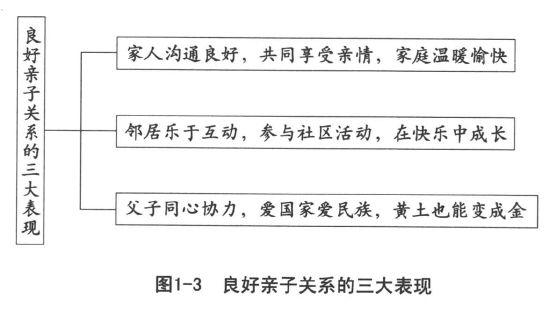 良好亲子关系的三大表现
家人沟通良好，共同享受亲情，家庭温暖愉快
邻居乐于互动，参与社区活动，在快乐中成长
父子同心协力，爱国家爱民族，黄土也能变成金
图1-3 良好亲子关系的三大表现